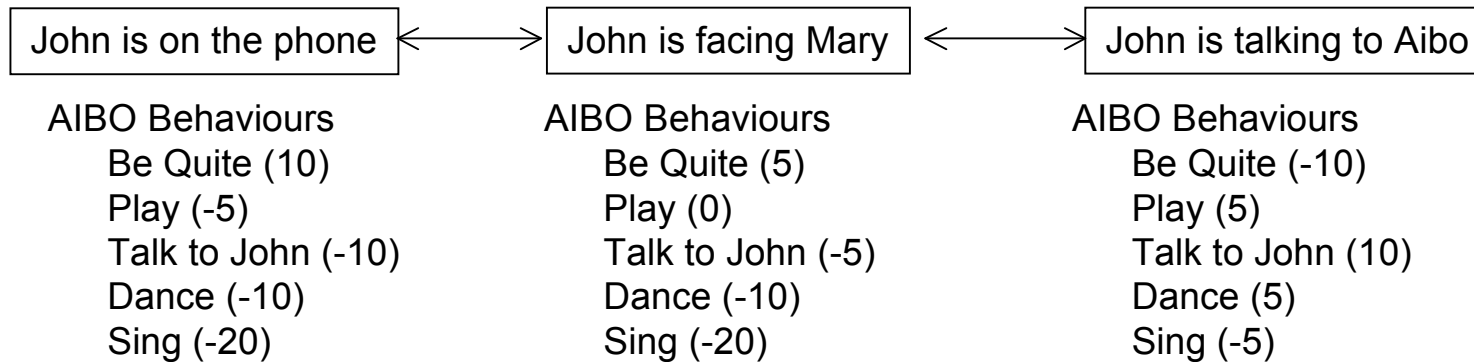 John is on the phone
John is facing Mary
John is talking to Aibo
AIBO Behaviours
Be Quite (10)
Play (-5)
Talk to John (-10)
Dance (-10)
Sing (-20)
AIBO Behaviours
Be Quite (5)
Play (0)
Talk to John (-5)
Dance (-10)
Sing (-20)
AIBO Behaviours
Be Quite (-10)
Play (5)
Talk to John (10)
Dance (5)
Sing (-5)